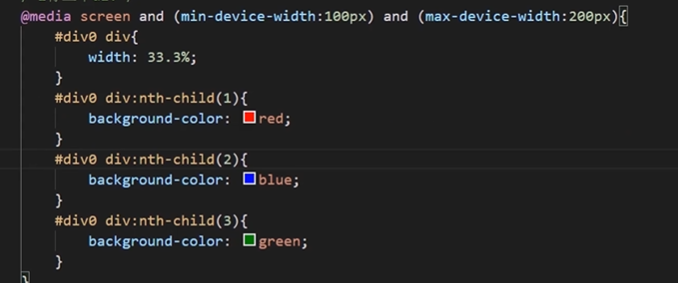 @media screen and (min-device-width:100px) and (max-device-width:200px){
#div0 div{
width: 33.3%;
}
#div0 div:nth-child(1){
background-color: red;
}
#div0 div:nth-child(2){
background-color: blue;
}
#div0 div:nth-child(3){
background-color: green;
}
}